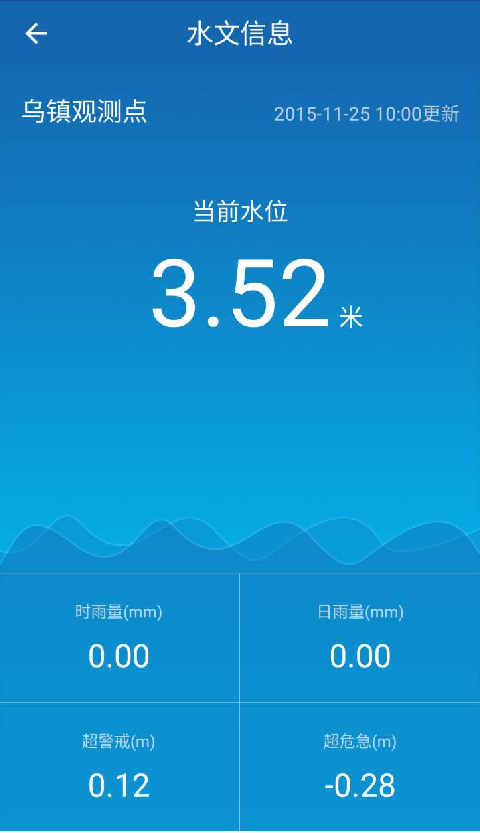 水文信息
乌镇观测点
2015-11-25 10:00更新
当前水位
3.52 米
时雨量(mm)
日雨量(mm)
0.00
0.00
超警戒(m)
超危急(m)
0.12
-0.28